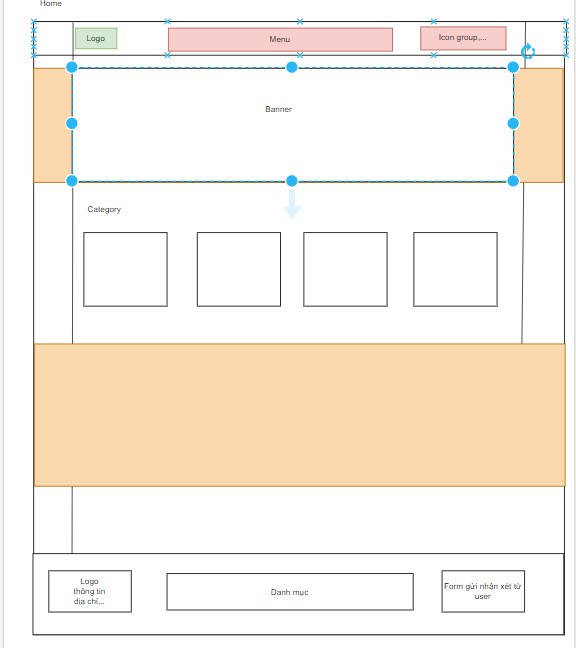 Home
Logo
Menu
Icon group,...
Banner
Category
Logo
thông tin
địa chỉ,..
Danh mục
Form gửi nhận xét từ
user